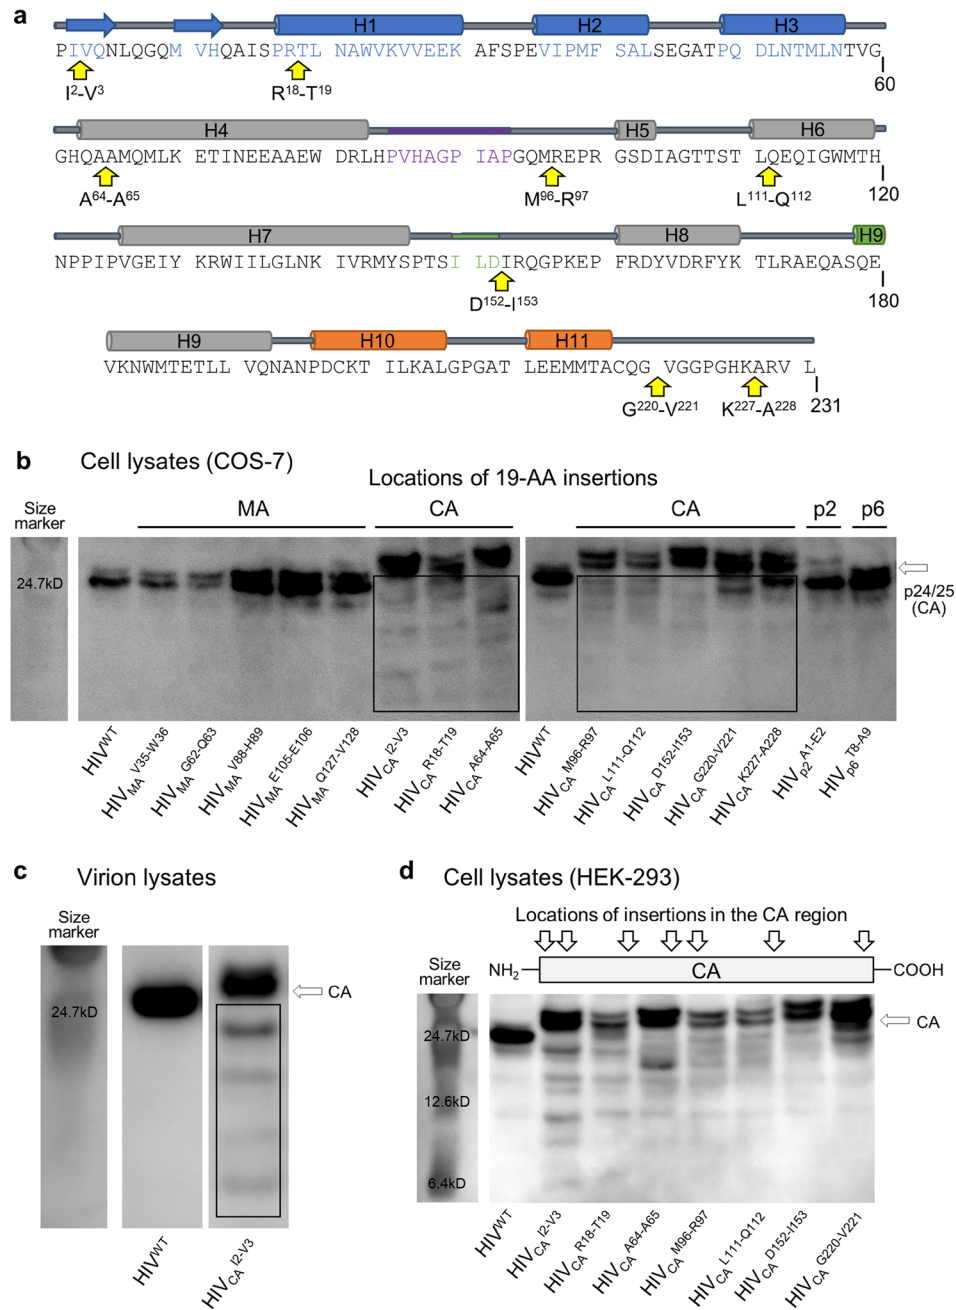 a
H1 H2 H3
PIVQNLQGQM VHQAISPRTL NAWVKVVEEK AFSPEVIPMF SALSEGATPQ DLNTMLNTVG
I2-V3 R18-T19 60
H4 H5 H6
GHQAAMQMLK ETINEEAAEW DRLHPVHAGP IAPGQMREPR GSDIAGTTST LQEQIGWMTH
A64-A65 M96-R97 L111-Q112 120
H7 H8 H9
NPPIPVGEIY KRWIILGLNK IVRMYSPTSI LDIRQGPKEP FRDYVDRFYK TLRAEQASQE
D152-I153 180
H9 H10 H11
VKNWMTETLL VQNANPDCKT ILKALGPGAT LEEMMTACQG VGGPGHKARV L
G220-V221 K227-A228 231
b Cell lysates (COS-7)
Locations of 19-AA insertions
Size marker MA CA CA p2 p6
24.7kD
p24/25
(CA)
HIVWT
HIVMA V35-W36
HIVMA G62-Q63
HIVMA V88-H89
HIVMA E105-E106
HIVMA Q127-V128
HIVCA I2-V3
HIVCA R18-T19
HIVCA A64-A65
HIVWT
HIVCA M96-R97
HIVCA L111-Q112
HIVCA D152-I153
HIVCA G220-V221
HIVCA K227-A228
HIVp2 A1-E2
HIVp6 T8-A9
c Virion lysates
Size
marker
CA
24.7kD
HIVWT
HIVCA I2-V3
d Cell lysates (HEK-293)
Locations of insertions in the CA region
Size
marker
NH2 CA COOH
CA
24.7kD
12.6kD
6.4kD
HIVWT
HIVCA I2-V3
HIVCA R18-T19
HIVCA A64-A65
HIVCA M96-R97
HIVCA L111-Q112
HIVCA D152-I153
HIVCA G220-V221